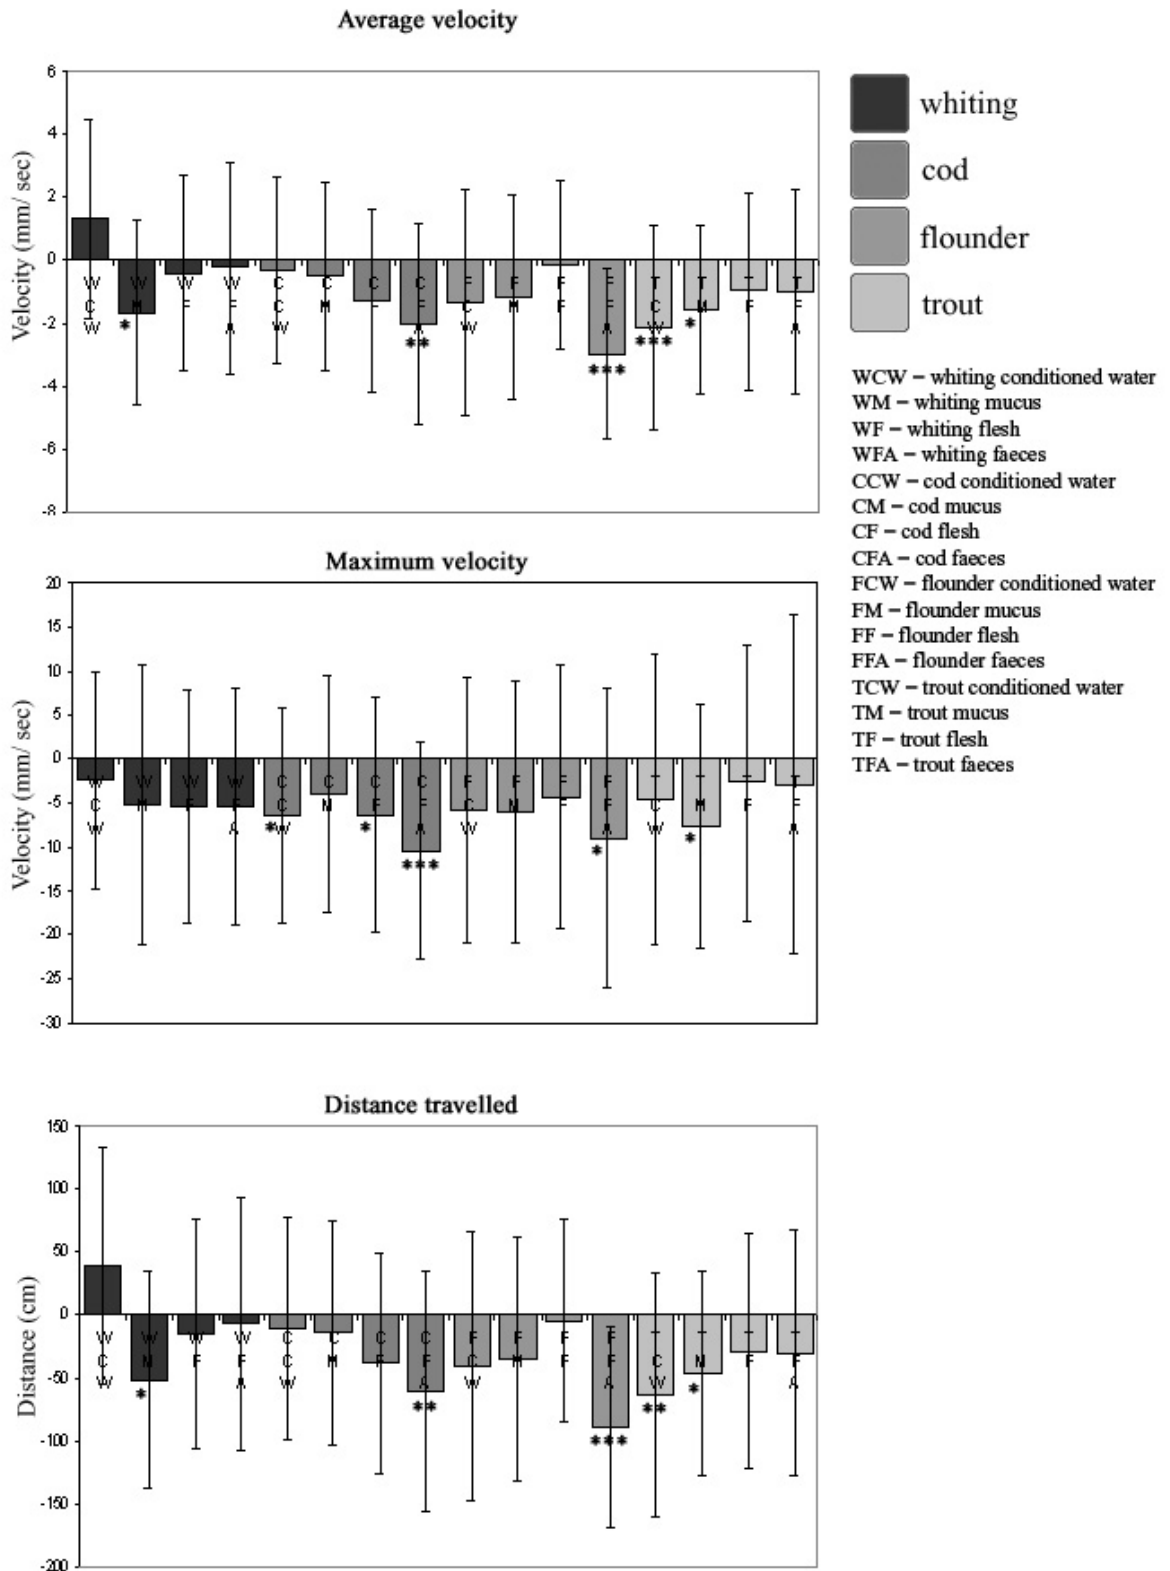 Average velocity
6
4
2
0
-2
-4
-6
-8
Velocity (mm/ sec)
W W W W C C C C F F F F T T T T
C M F F C M F F C M F F C M F F
W A W A W A W A
* ** *** *** *
whiting
cod
flounder
trout
WCW – whiting conditioned water
WM – whiting mucus
WF – whiting flesh
WFA – whiting faeces
CCW – cod conditioned water
CM – cod mucus
CF – cod flesh
CFA – cod faeces
FCW – flounder conditioned water
FM – flounder mucus
FF – flounder flesh
FFA – flounder faeces
TCW – trout conditioned water
TM – trout mucus
TF – trout flesh
TFA – trout faeces
Maximum velocity
20
15
10
5
0
-5
-10
-15
-20
-25
-30
Velocity (mm/ sec)
W W W W C C C C F F F F T T T T
C M F F C M F F C M F F C M F F
W A W A W A W A
* * *** * *
Distance travelled
150
100
50
0
-50
-100
-150
-200
Distance (cm)
W W W W C C C C F F F F T T T T
C M F F C M F F C M F F C M F F
W A W A W A W A
* ** *** ** *